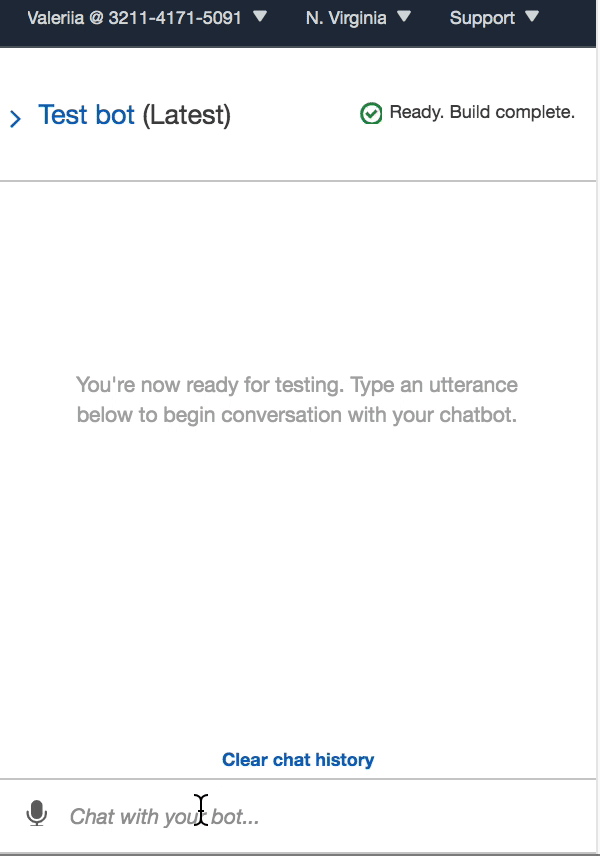 Valeriia @ 3211-4171-5091 N. Virginia Support
Test bot (Latest) Ready. Build complete.
You're now ready for testing. Type an utterance
below to begin conversation with your chatbot.
Clear chat history
Chat with your bot...